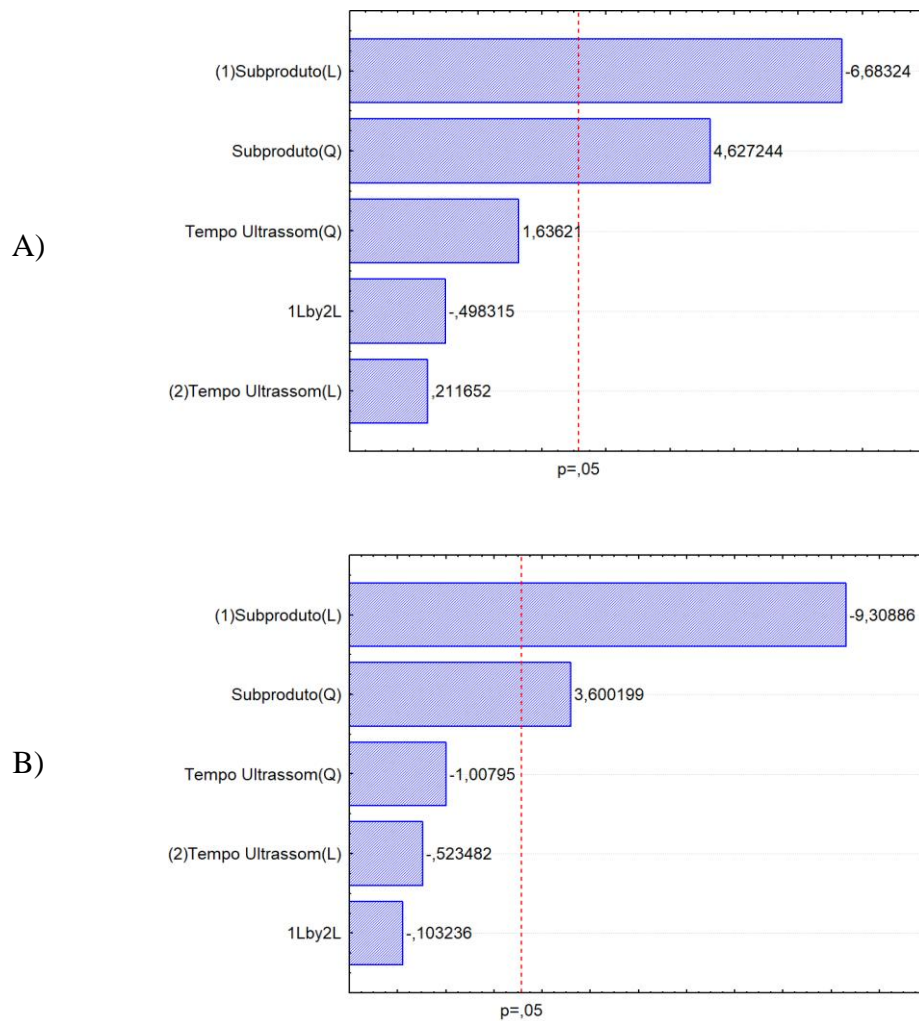 A)
(1)Subproduto(L)
-6,68324
Subproduto(Q)
4,627244
Tempo Ultrassom(Q)
1,63621
1Lby2L
-,498315
(2)Tempo Ultrassom(L)
,211652
p=,05
B)
(1)Subproduto(L)
-9,30886
Subproduto(Q)
3,600199
Tempo Ultrassom(Q)
-1,00795
(2)Tempo Ultrassom(L)
-,523482
1Lby2L
-,103236
p=,05